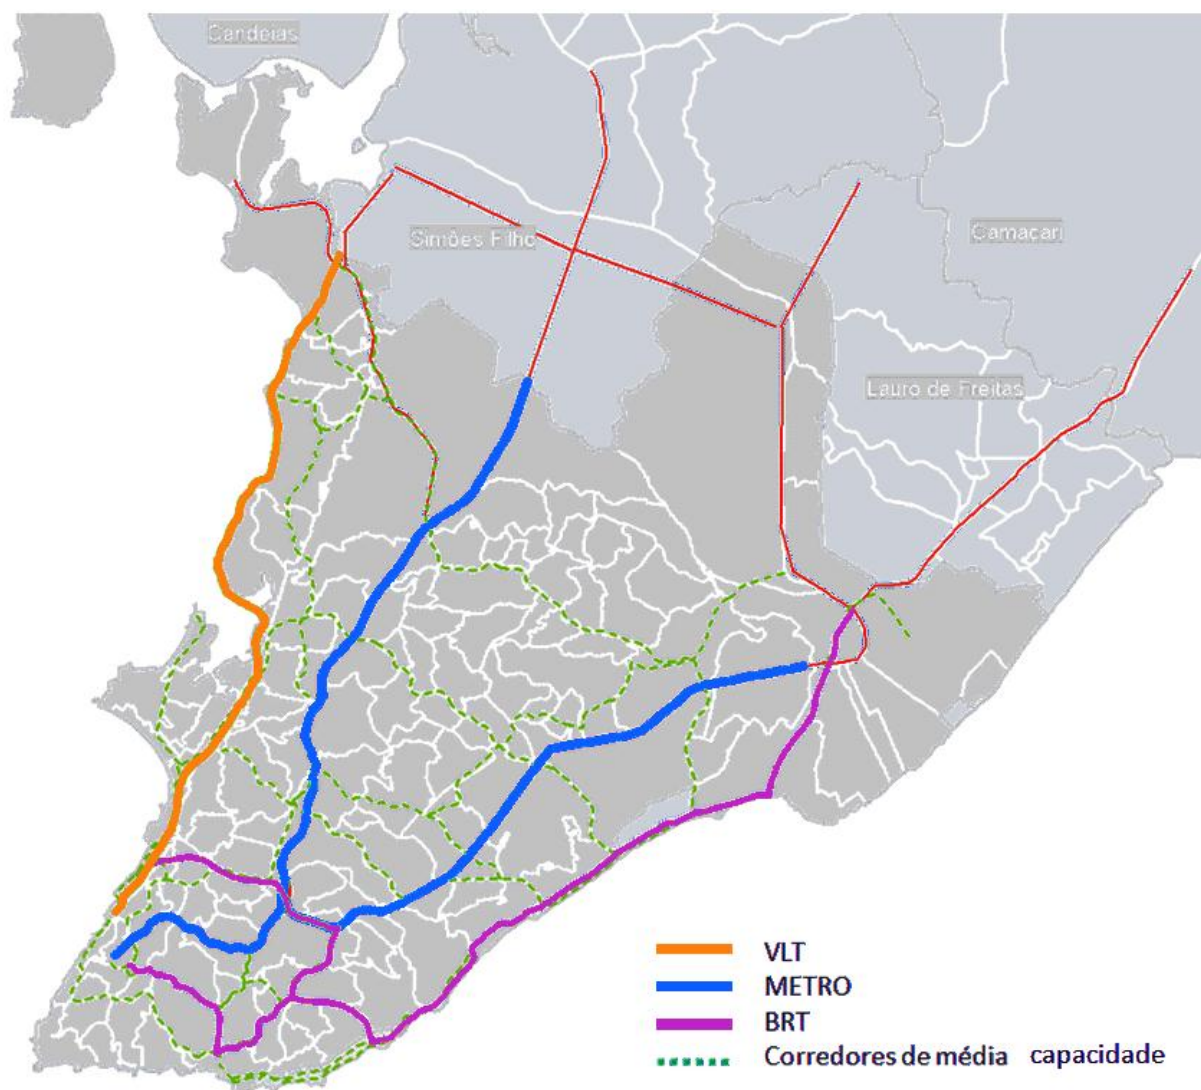 Candeias
Simões Filho
Camaçari
Lauro de Freitas
VLT
METRO
BRT
Corredores de média capacidade